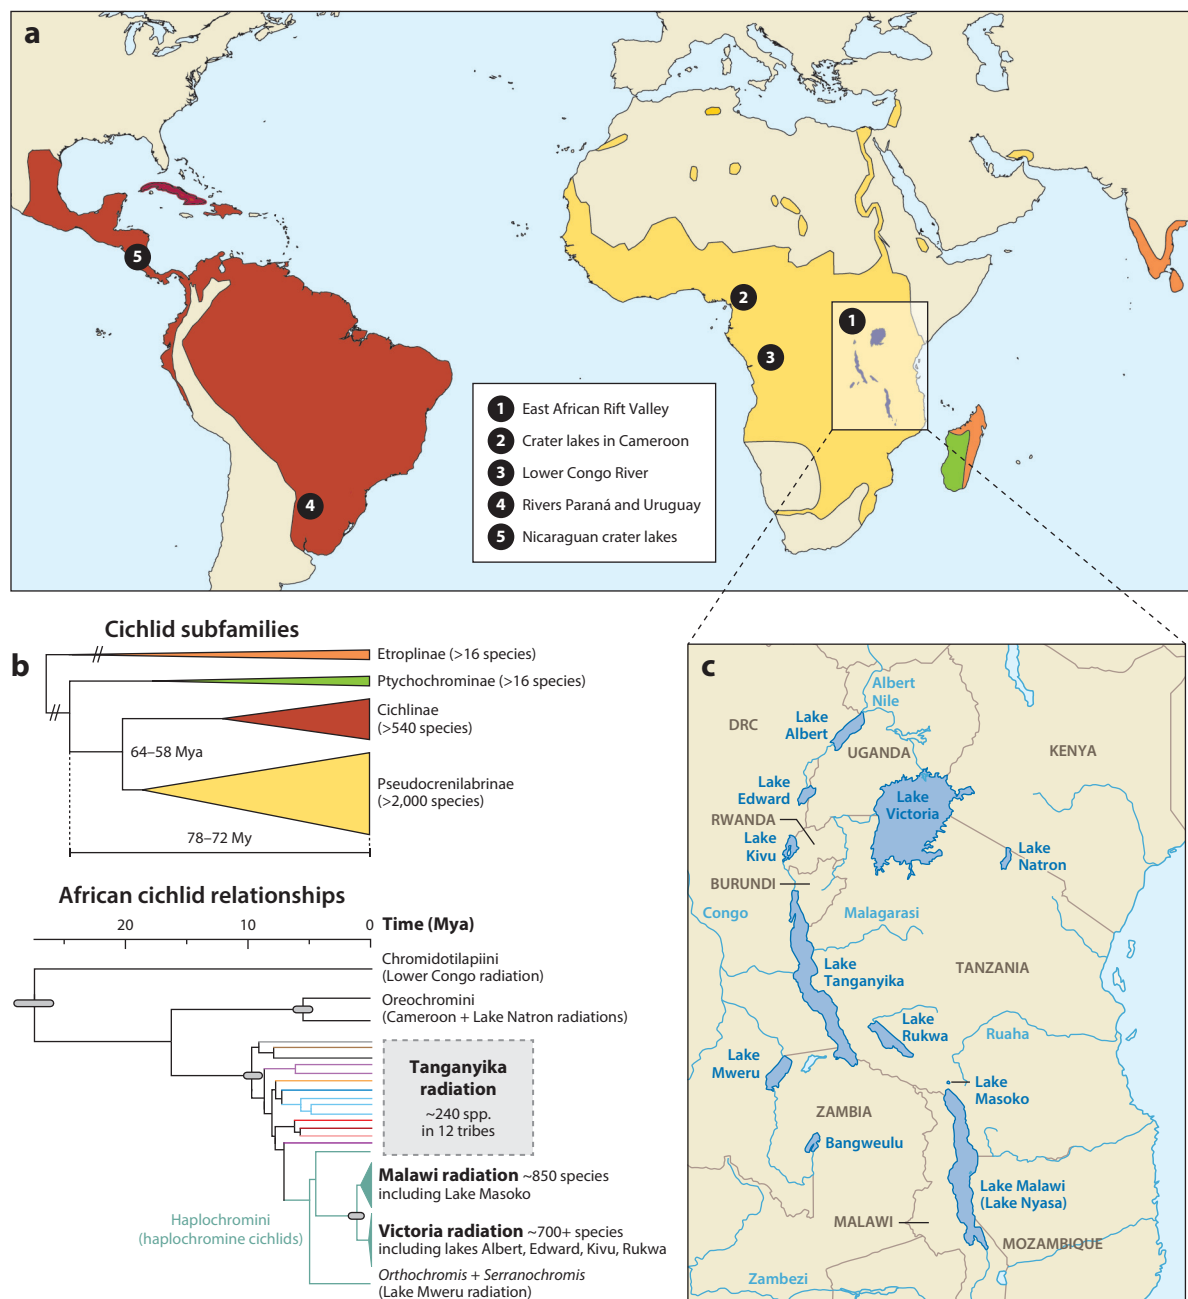 a
1
2
3
4
5
1 East African Rift Valley
2 Crater lakes in Cameroon
3 Lower Congo River
4 Rivers Paraná and Uruguay
5 Nicaraguan crater lakes
b
Cichlid subfamilies
Etroplinae (>16 species)
Ptychochrominae (>16 species)
Cichlinae
(>540 species)
64–58 Mya
Pseudocrenilabrinae
(>2,000 species)
78–72 My
African cichlid relationships
20
10
0
Time (Mya)
Chromidotilapiini
(Lower Congo radiation)
Oreochromini
(Cameroon + Lake Natron radiations)
Tanganyika
radiation
~240 spp.
in 12 tribes
Malawi radiation ~850 species
including Lake Masoko
Haplochromini
(haplochromine cichlids)
Victoria radiation ~700+ species
including lakes Albert, Edward, Kivu, Rukwa
Orthochromis + Serranochromis
(Lake Mweru radiation)
c
Albert
Nile
DRC
Lake
Albert
UGANDA
KENYA
Lake
Edward
Lake
Victoria
RWANDA
Lake
Kivu
Lake
Natron
BURUNDI
Congo
Malagarasi
Lake
Tanganyika
TANZANIA
Lake
Rukwa
Ruaha
Lake
Mweru
Lake
Masoko
ZAMBIA
Bangweulu
Lake Malawi
(Lake Nyasa)
MALAWI
MOZAMBIQUE
Zambezi